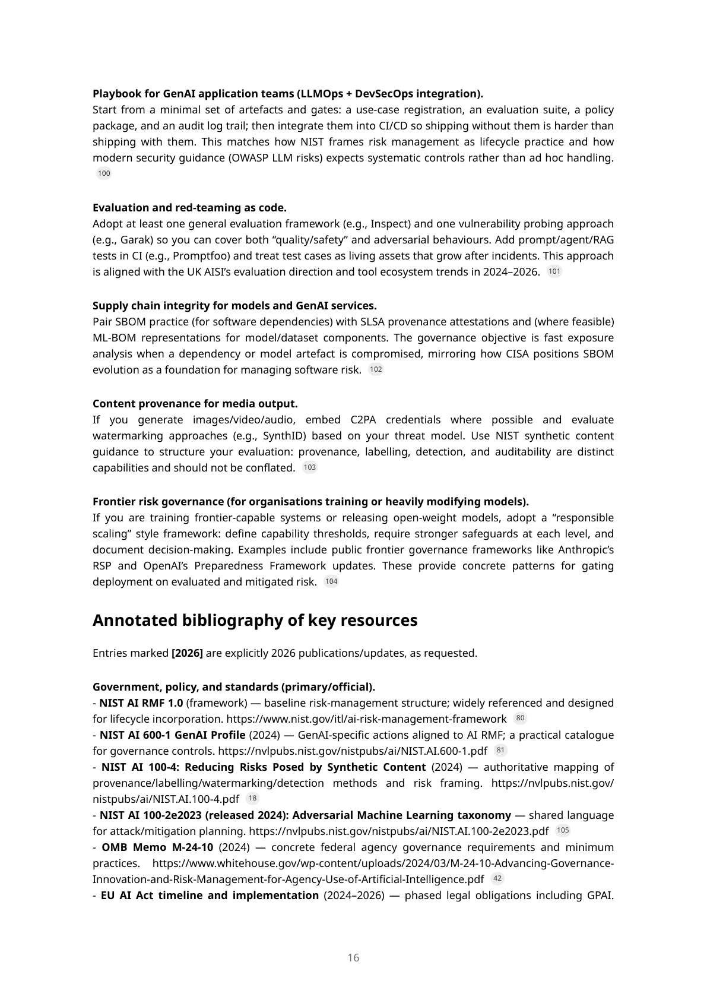 Playbook for GenAI application teams (LLMOps + DevSecOps integration).
Start from a minimal set of artefacts and gates: a use-case registration, an evaluation suite, a policy
package, and an audit log trail; then integrate them into CI/CD so shipping without them is harder than
shipping with them. This matches how NIST frames risk management as lifecycle practice and how
modern security guidance (OWASP LLM risks) expects systematic controls rather than ad hoc handling.
100
Evaluation and red-teaming as code.
Adopt at least one general evaluation framework (e.g., Inspect) and one vulnerability probing approach
(e.g., Garak) so you can cover both “quality/safety” and adversarial behaviours. Add prompt/agent/RAG
tests in CI (e.g., Promptfoo) and treat test cases as living assets that grow after incidents. This approach
is aligned with the UK AISI’s evaluation direction and tool ecosystem trends in 2024–2026. 101
Supply chain integrity for models and GenAI services.
Pair SBOM practice (for software dependencies) with SLSA provenance attestations and (where feasible)
ML-BOM representations for model/dataset components. The governance objective is fast exposure
analysis when a dependency or model artefact is compromised, mirroring how CISA positions SBOM
evolution as a foundation for managing software risk. 102
Content provenance for media output.
If you generate images/video/audio, embed C2PA credentials where possible and evaluate
watermarking approaches (e.g., SynthID) based on your threat model. Use NIST synthetic content
guidance to structure your evaluation: provenance, labelling, detection, and auditability are distinct
capabilities and should not be conflated. 103
Frontier risk governance (for organisations training or heavily modifying models).
If you are training frontier-capable systems or releasing open-weight models, adopt a “responsible
scaling” style framework: define capability thresholds, require stronger safeguards at each level, and
document decision-making. Examples include public frontier governance frameworks like Anthropic’s
RSP and OpenAI’s Preparedness Framework updates. These provide concrete patterns for gating
deployment on evaluated and mitigated risk. 104
Annotated bibliography of key resources
Entries marked [2026] are explicitly 2026 publications/updates, as requested.
Government, policy, and standards (primary/official).
- NIST AI RMF 1.0 (framework) — baseline risk-management structure; widely referenced and designed
for lifecycle incorporation. https://www.nist.gov/itl/ai-risk-management-framework 80
- NIST AI 600-1 GenAI Profile (2024) — GenAI-specific actions aligned to AI RMF; a practical catalogue
for governance controls. https://nvlpubs.nist.gov/nistpubs/ai/NIST.AI.600-1.pdf 81
- NIST AI 100-4: Reducing Risks Posed by Synthetic Content (2024) — authoritative mapping of
provenance/labelling/watermarking/detection methods and risk framing. https://nvlpubs.nist.gov/
nistpubs/ai/NIST.AI.100-4.pdf 18
- NIST AI 100-2e2023 (released 2024): Adversarial Machine Learning taxonomy — shared language
for attack/mitigation planning. https://nvlpubs.nist.gov/nistpubs/ai/NIST.AI.100-2e2023.pdf 105
- OMB Memo M-24-10 (2024) — concrete federal agency governance requirements and minimum
practices. https://www.whitehouse.gov/wp-content/uploads/2024/03/M-24-10-Advancing-Governance-
Innovation-and-Risk-Management-for-Agency-Use-of-Artificial-Intelligence.pdf 42
- EU AI Act timeline and implementation (2024–2026) — phased legal obligations including GPAI.
16